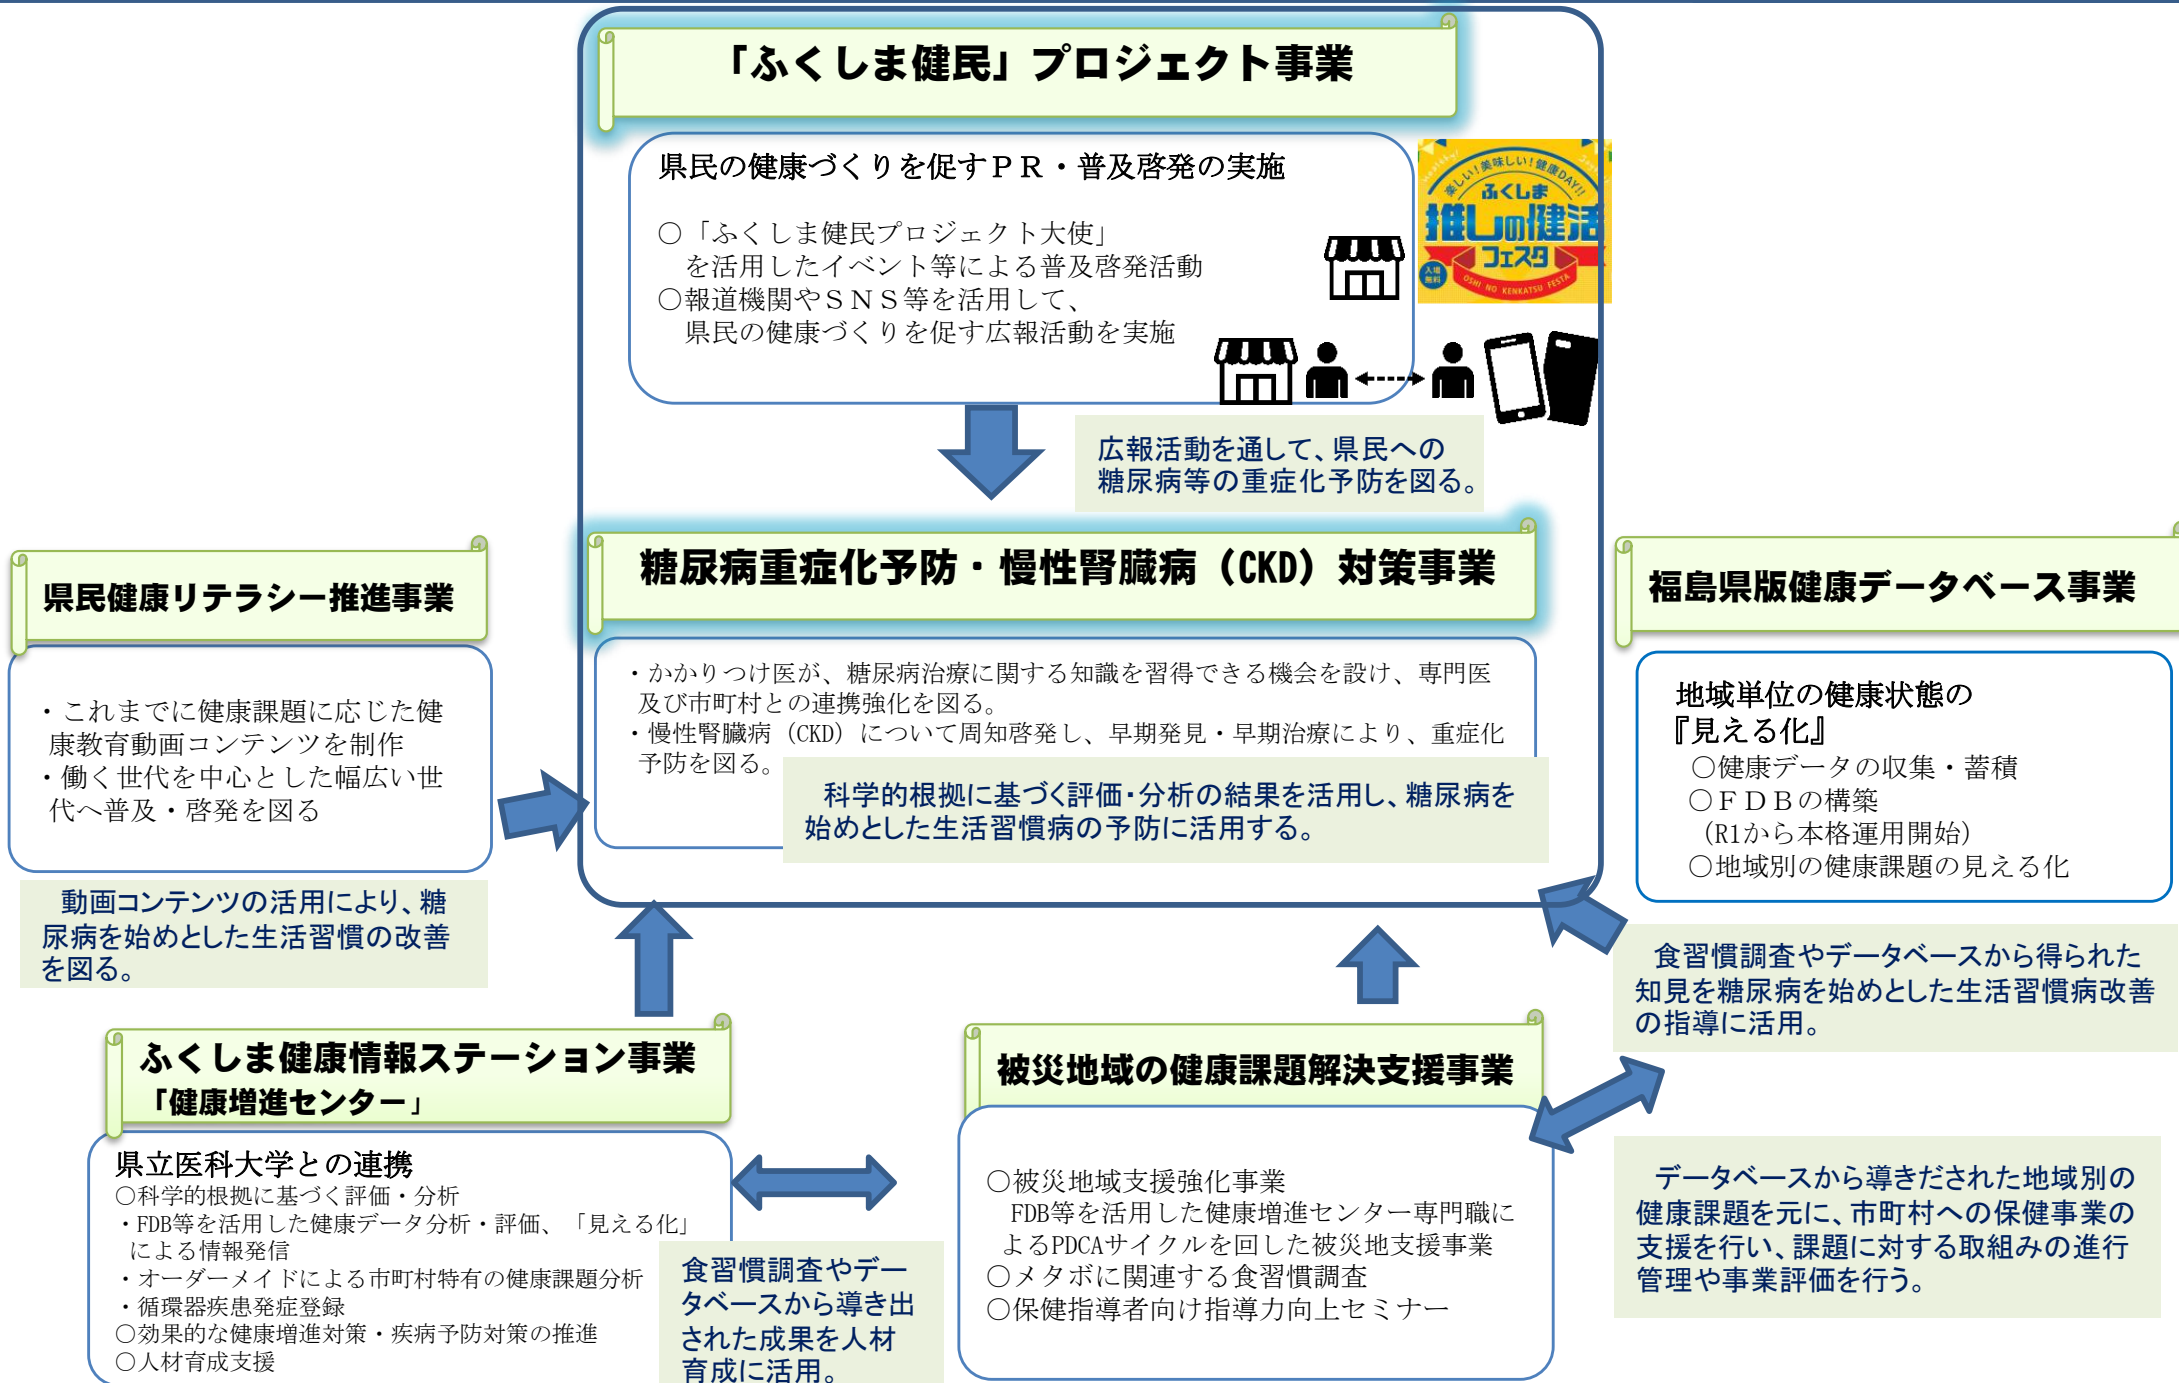 「ふくしま健民」プロジェクト事業
県民の健康づくりを促すＰＲ・普及啓発の実施
○「ふくしま健民プロジェクト大使」
を活用したイベント等による普及啓発活動
○報道機関やＳＮＳ等を活用して、
県民の健康づくりを促す広報活動を実施
楽しい!美味しい!健康DAY!!
ふくしま
推しの健活
フェスタ
入場
無料
OSHI NO KENKATSU FESTA
広報活動を通して、県民への
糖尿病等の重症化予防を図る。
糖尿病重症化予防・慢性腎臓病（CKD）対策事業
・かかりつけ医が、糖尿病治療に関する知識を習得できる機会を設け、専門医
及び市町村との連携強化を図る。
・慢性腎臓病（CKD）について周知啓発し、早期発見・早期治療により、重症化
予防を図る。
科学的根拠に基づく評価・分析の結果を活用し、糖尿病を
始めとした生活習慣病の予防に活用する。
県民健康リテラシー推進事業
・これまでに健康課題に応じた健
康教育動画コンテンツを制作
・働く世代を中心とした幅広い世
代へ普及・啓発を図る
動画コンテンツの活用により、糖
尿病を始めとした生活習慣の改善
を図る。
福島県版健康データベース事業
地域単位の健康状態の
『見える化』
○健康データの収集・蓄積
○ＦＤＢの構築
（R1から本格運用開始）
○地域別の健康課題の見える化
食習慣調査やデータベースから得られた
知見を糖尿病を始めとした生活習慣病改善
の指導に活用。
ふくしま健康情報ステーション事業
「健康増進センター」
県立医科大学との連携
○科学的根拠に基づく評価・分析
・FDB等を活用した健康データ分析・評価、「見える化」
による情報発信
・オーダーメイドによる市町村特有の健康課題分析
・循環器疾患発症登録
○効果的な健康増進対策・疾病予防対策の推進
○人材育成支援
食習慣調査やデー
タベースから導き出
された成果を人材
育成に活用。
被災地域の健康課題解決支援事業
○被災地域支援強化事業
FDB等を活用した健康増進センター専門職に
よるPDCAサイクルを回した被災地支援事業
○メタボに関連する食習慣調査
○保健指導者向け指導力向上セミナー
データベースから導きだされた地域別の
健康課題を元に、市町村への保健事業の
支援を行い、課題に対する取組みの進行
管理や事業評価を行う。